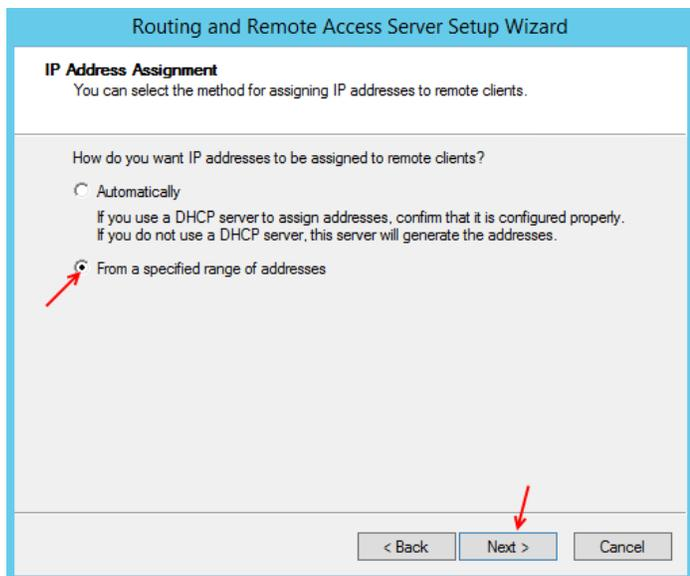 Routing and Remote Access Server Setup Wizard
IP Address Assignment
You can select the method for assigning IP addresses to remote clients.
How do you want IP addresses to be assigned to remote clients?
Automatically
If you use a DHCP server to assign addresses, confirm that it is configured properly.
If you do not use a DHCP server, this server will generate the addresses.
From a specified range of addresses
< Back Next > Cancel